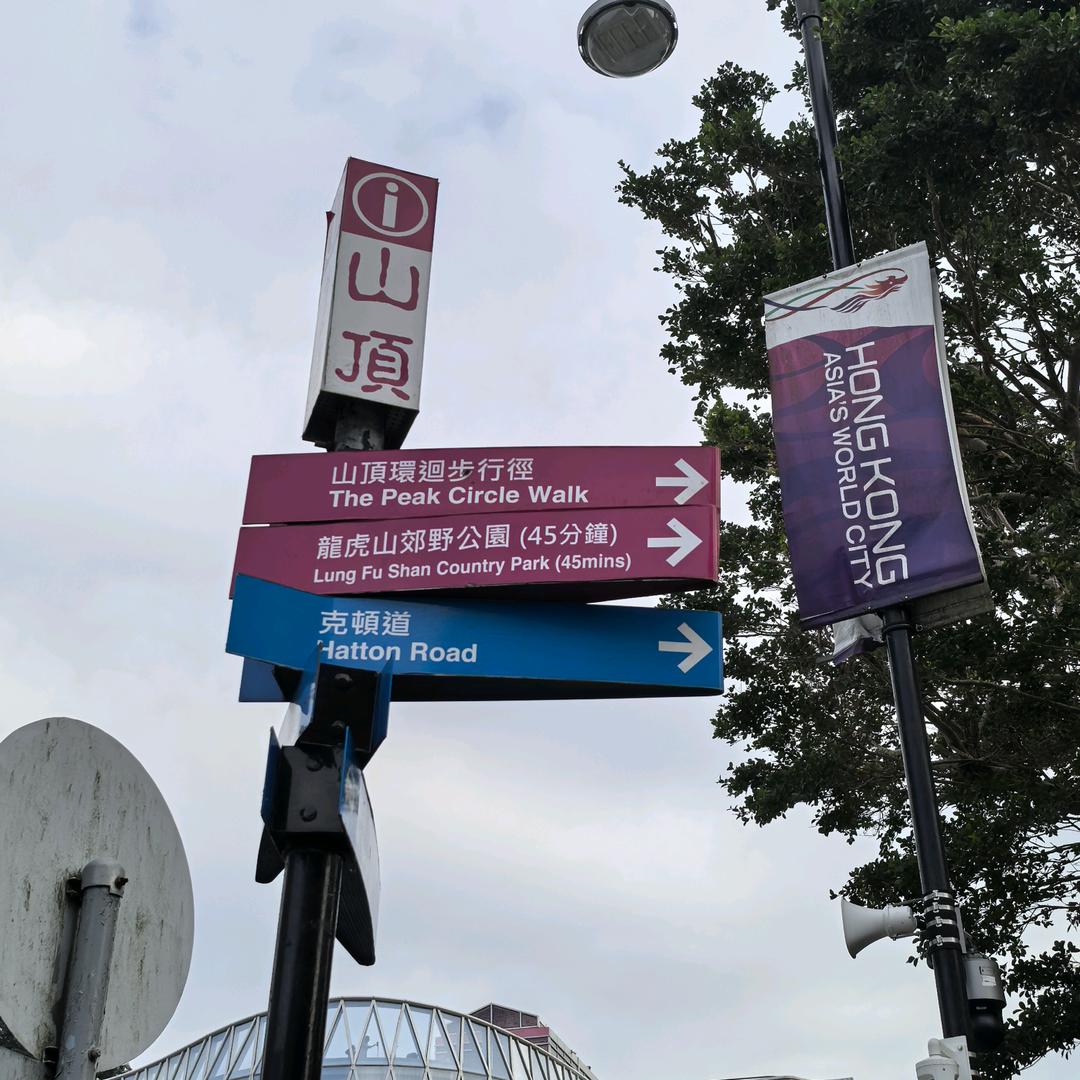 i
山頂
山頂環迴步行徑
The Peak Circle Walk
龍虎山郊野公園 (45分鐘)
Lung Fu Shan Country Park (45mins)
克頓道
Hatton Road
HONG KONG
ASIA'S WORLD CITY